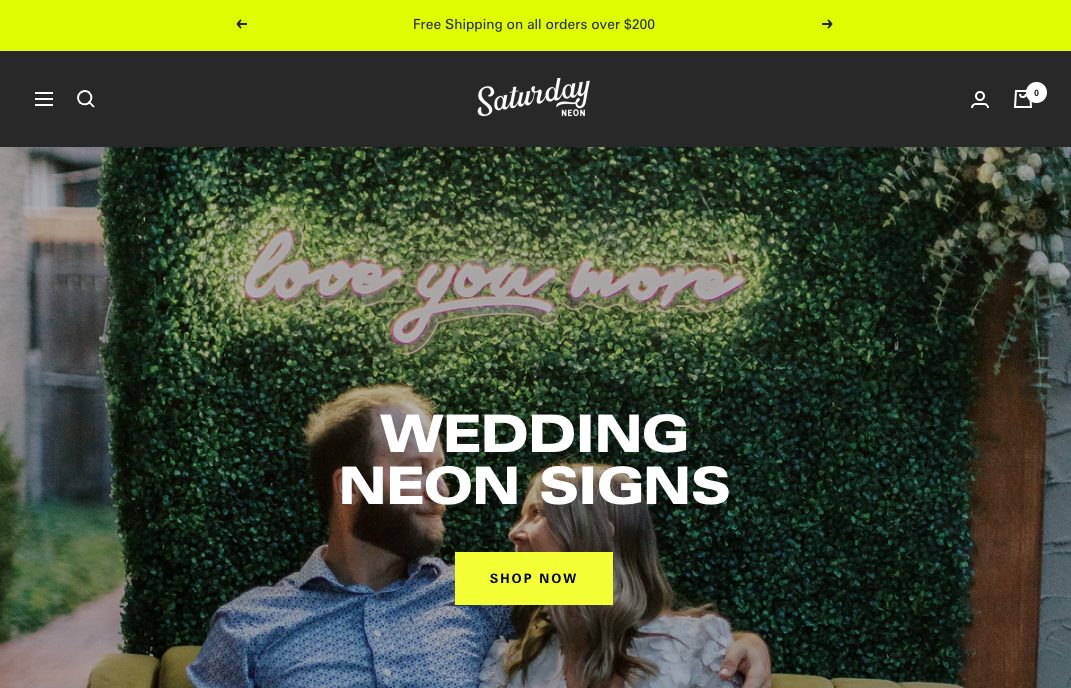 Free Shipping on all orders over $200
Saturday
NEON
0
love you more
WEDDING
NEON SIGNS
SHOP NOW